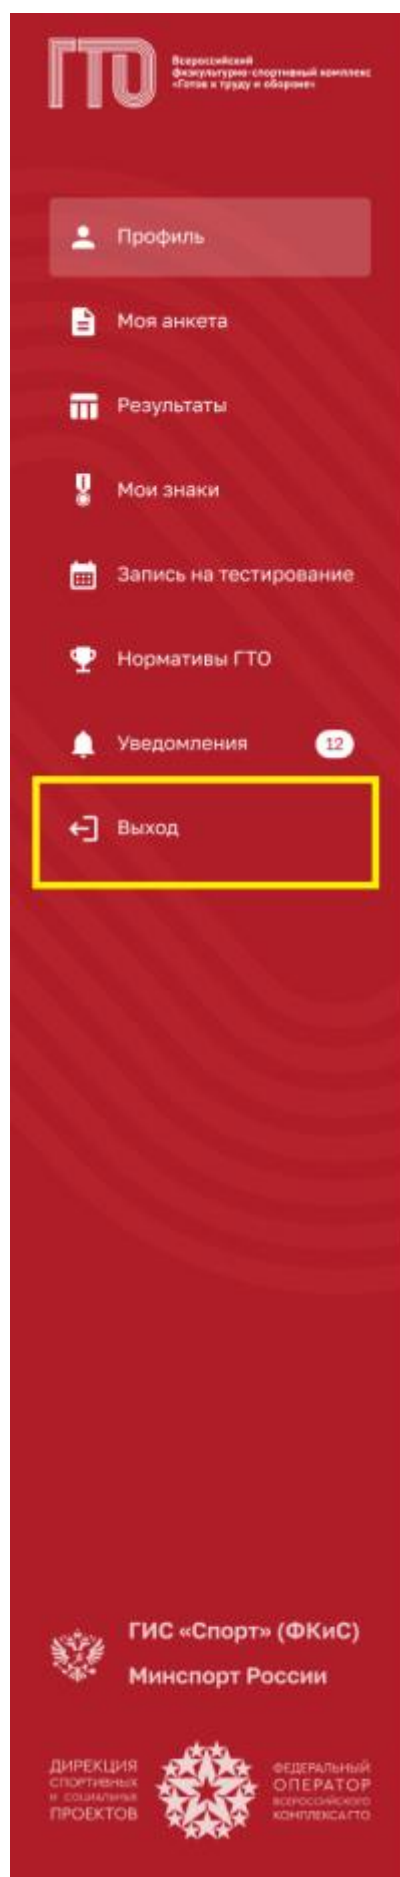 ГТО
Всероссийский
физкультурно-спортивный комплекс
«Готов к труду и обороне»
Профиль
Моя анкета
Результаты
Мои знаки
Запись на тестирование
Нормативы ГТО
Уведомления 12
Выход
ГИС «Спорт» (ФКиС)
Минспорт России
ДИРЕКЦИЯ
СПОРТИВНЫХ
И СОЦИАЛЬНЫХ
ПРОЕКТОВ
ФЕДЕРАЛЬНЫЙ
ОПЕРАТОР
ВСЕРОССИЙСКОГО
КОМПЛЕКСА ГТО